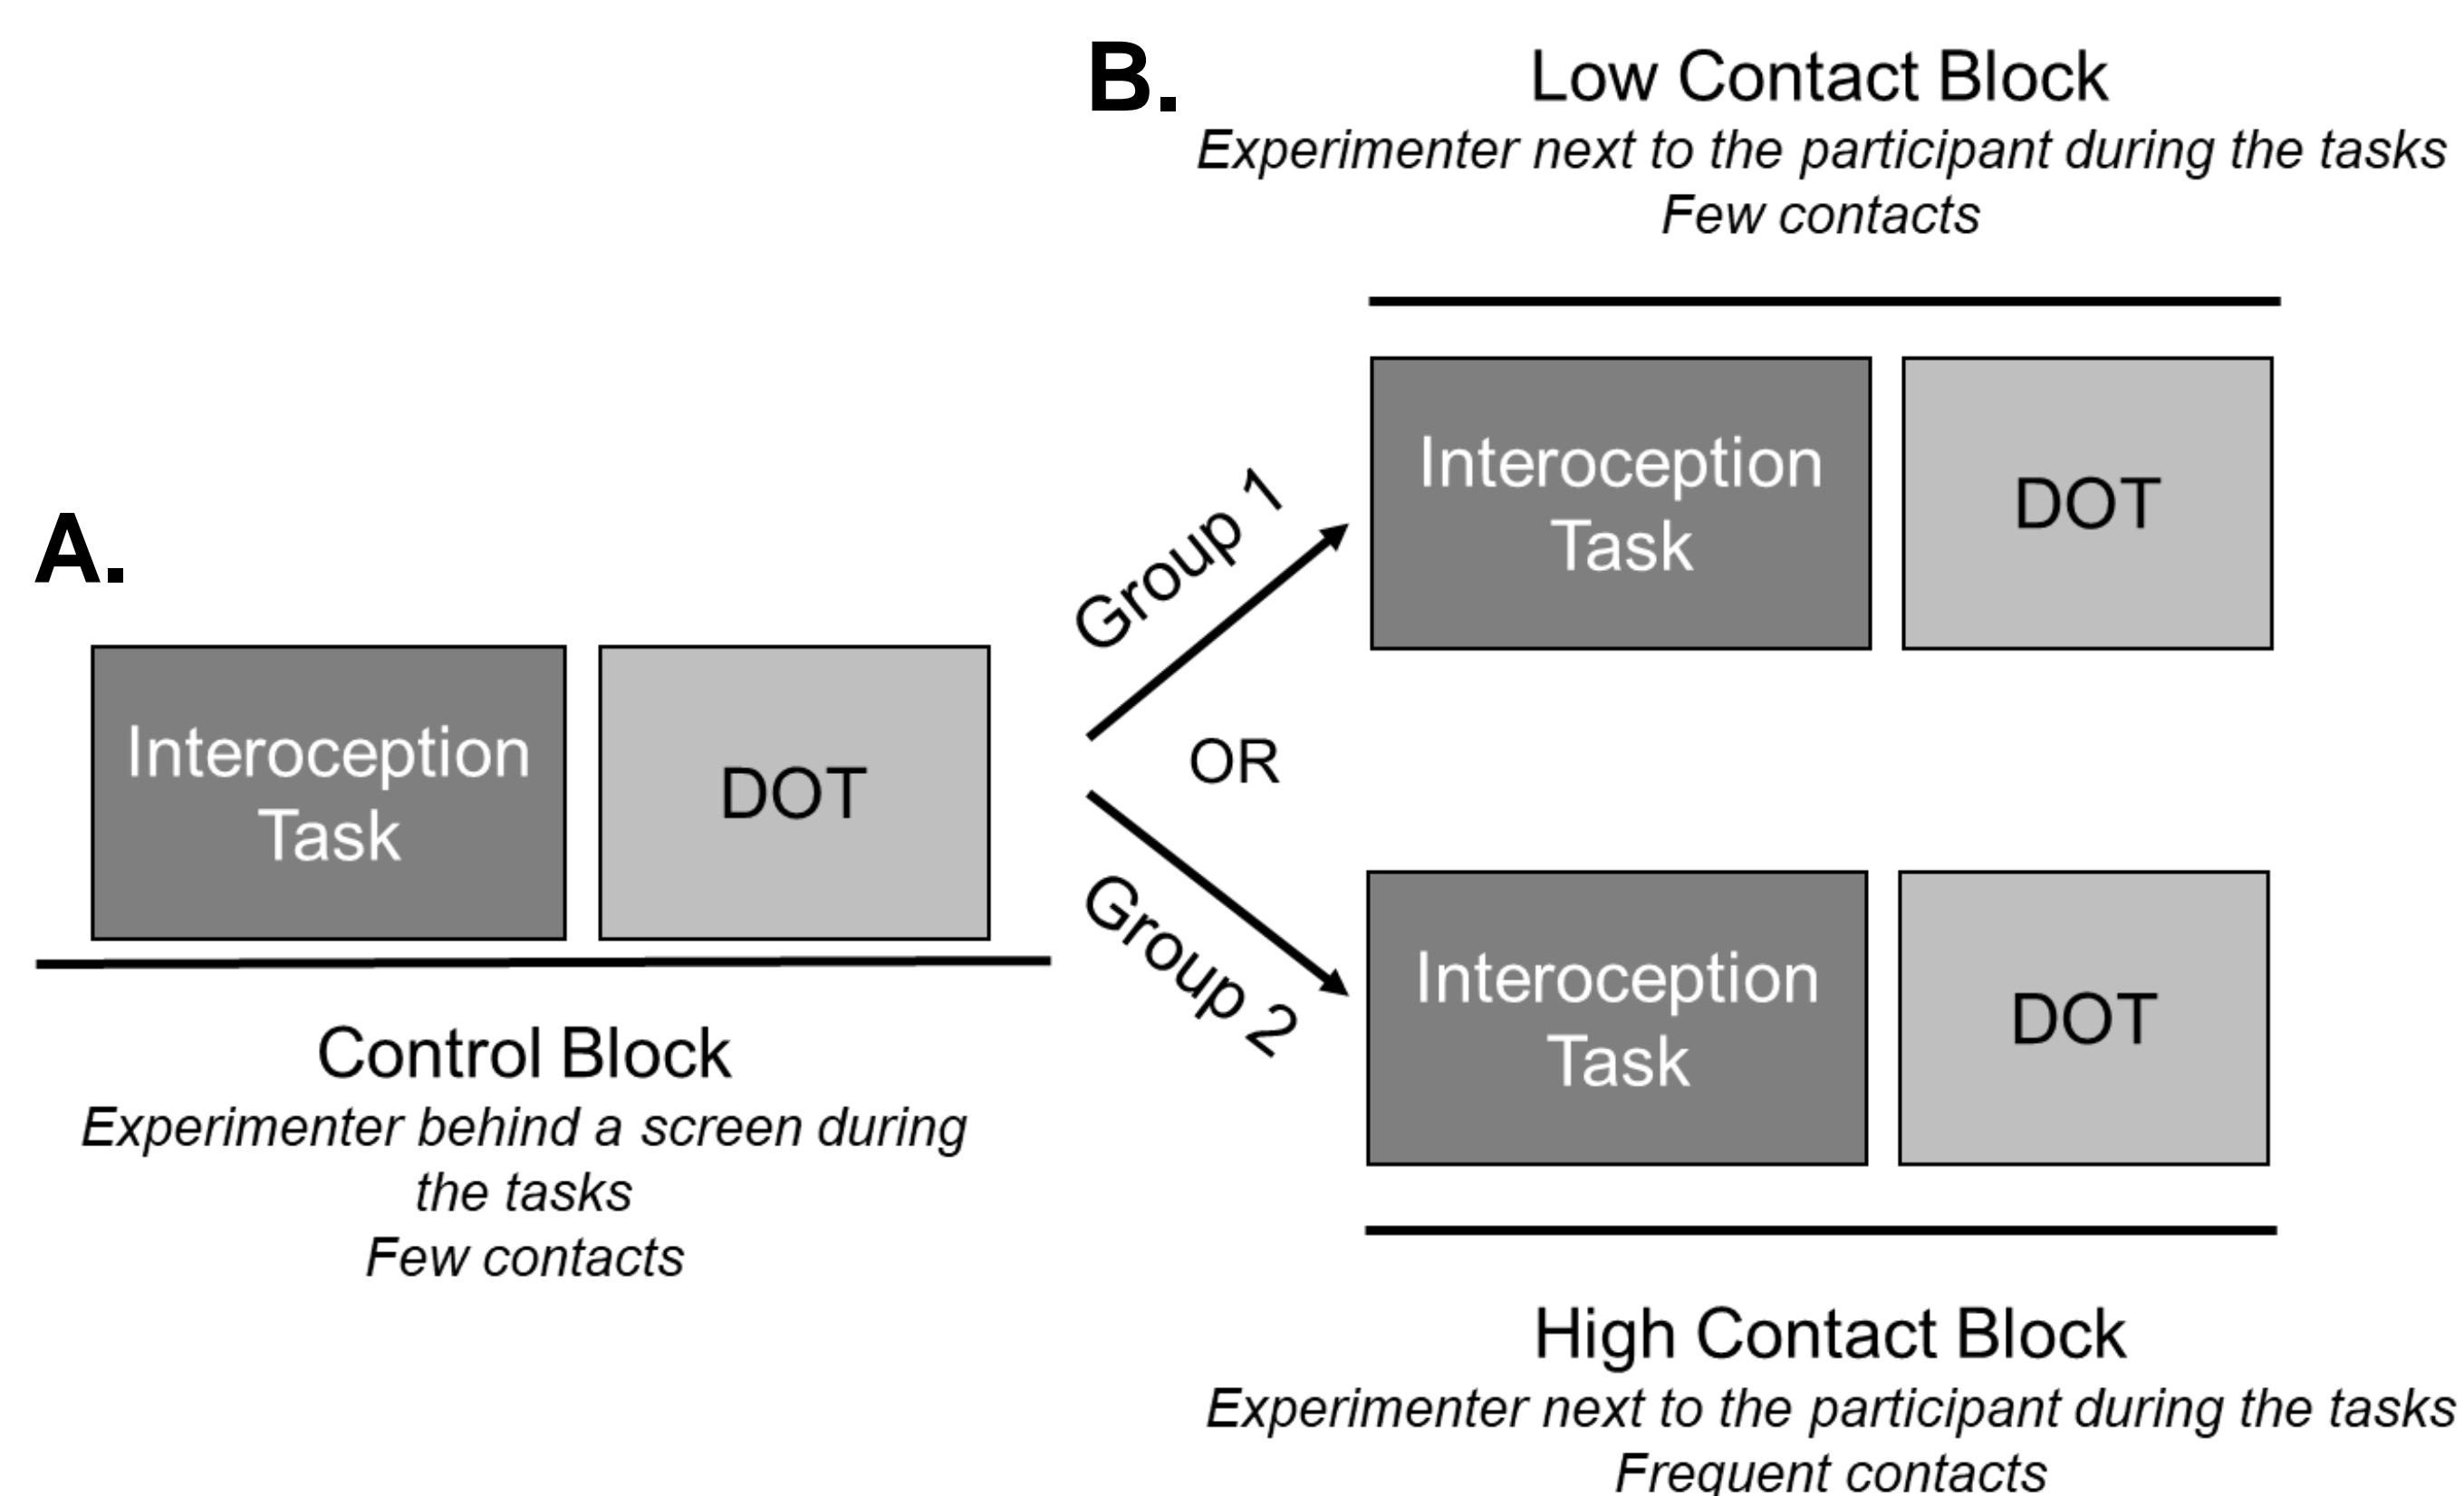 A.
Interoception
Task
DOT
Control Block
Experimenter behind a screen during
the tasks
Few contacts
Group 1
OR
Group 2
B.
Low Contact Block
Experimenter next to the participant during the tasks
Few contacts
Interoception
Task
DOT
Interoception
Task
DOT
High Contact Block
Experimenter next to the participant during the tasks
Frequent contacts